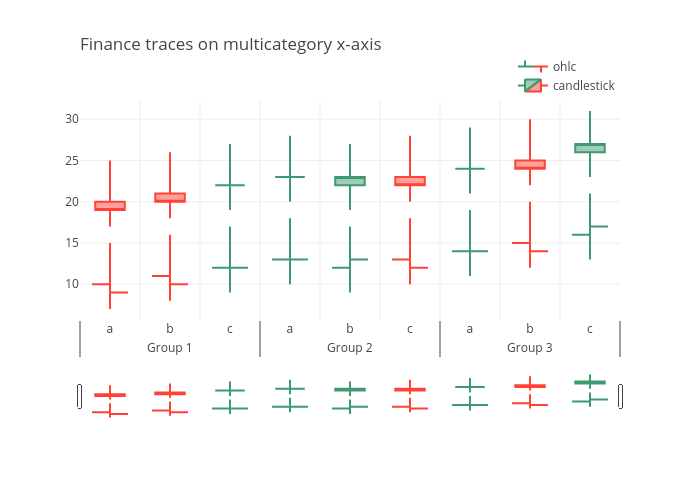 Finance traces on multicategory x-axis
ohlc
candlestick
30
25
20
15
10
a b c a b c a b c
Group 1 Group 2 Group 3